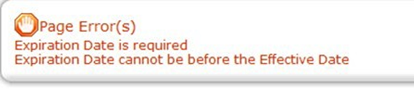 Page Error(s)
Expiration Date is required
Expiration Date cannot be before the Effective Date